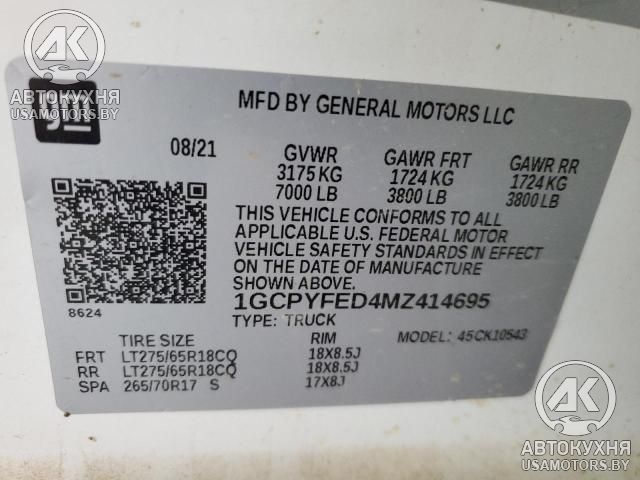 AK
АВТОКУХНЯ
USAMOTORS.BY
gm
MFD BY GENERAL MOTORS LLC
08/21 GVWR GAWR FRT GAWR RR
3175 KG 1724 KG 1724 KG
7000 LB 3800 LB 3800 LB
THIS VEHICLE CONFORMS TO ALL
APPLICABLE U.S. FEDERAL MOTOR
VEHICLE SAFETY STANDARDS IN EFFECT
ON THE DATE OF MANUFACTURE
SHOWN ABOVE.
1GCPYFED4MZ414695
8624
TYPE: TRUCK MODEL: 45CK10543
TIRE SIZE RIM
FRT LT275/65R18CQ 18X8.5J
RR LT275/65R18CQ 18X8.5J
SPA 265/70R17 S 17X8J
AK
АВТОКУХНЯ
USAMOTORS.BY